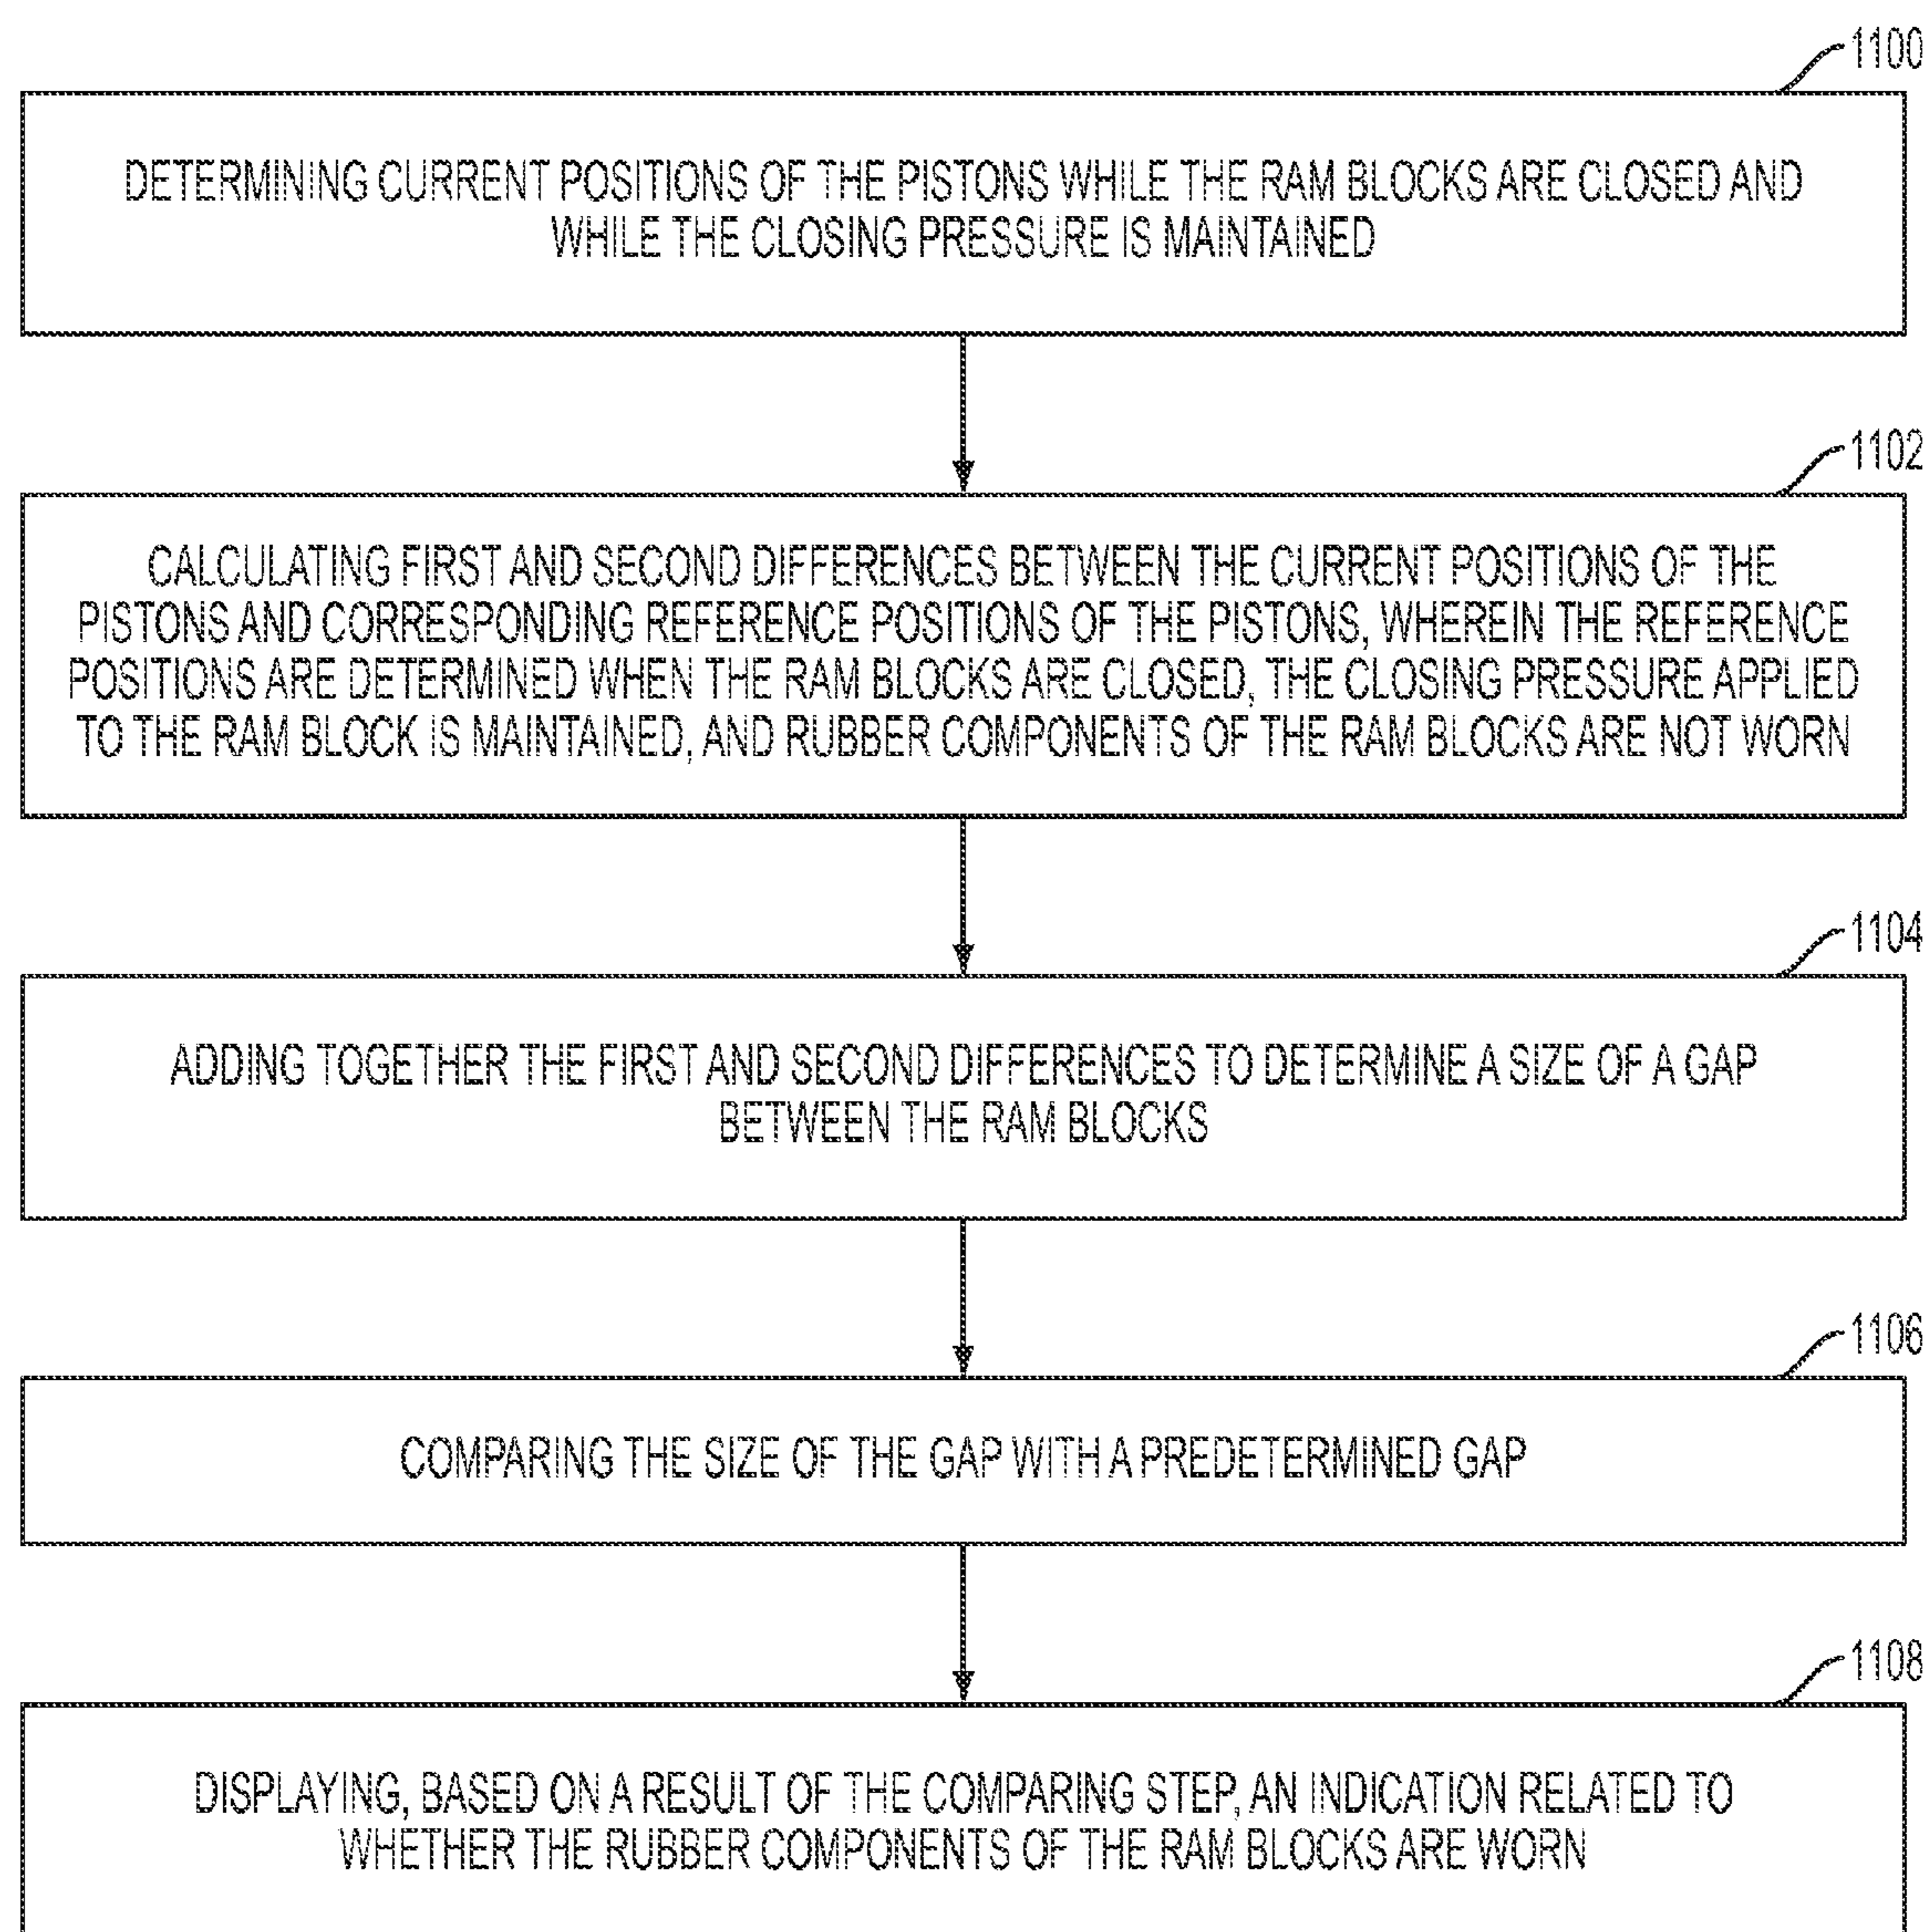 1100
DETERMINING CURRENT POSITIONS OF THE PISTONS WHILE THE RAM BLOCKS ARE CLOSED AND
WHILE THE CLOSING PRESSURE IS MAINTAINED
1102
CALCULATING FIRST AND SECOND DIFFERENCES BETWEEN THE CURRENT POSITIONS OF THE
PISTONS AND CORRESPONDING REFERENCE POSITIONS OF THE PISTONS, WHEREIN THE REFERENCE
POSITIONS ARE DETERMINED WHEN THE RAM BLOCKS ARE CLOSED, THE CLOSING PRESSURE APPLIED
TO THE RAM BLOCK IS MAINTAINED, AND RUBBER COMPONENTS OF THE RAM BLOCKS ARE NOT WORN
1104
ADDING TOGETHER THE FIRST AND SECOND DIFFERENCES TO DETERMINE A SIZE OF A GAP
BETWEEN THE RAM BLOCKS
1106
COMPARING THE SIZE OF THE GAP WITH A PREDETERMINED GAP
1108
DISPLAYING, BASED ON A RESULT OF THE COMPARING STEP, AN INDICATION RELATED TO
WHETHER THE RUBBER COMPONENTS OF THE RAM BLOCKS ARE WORN